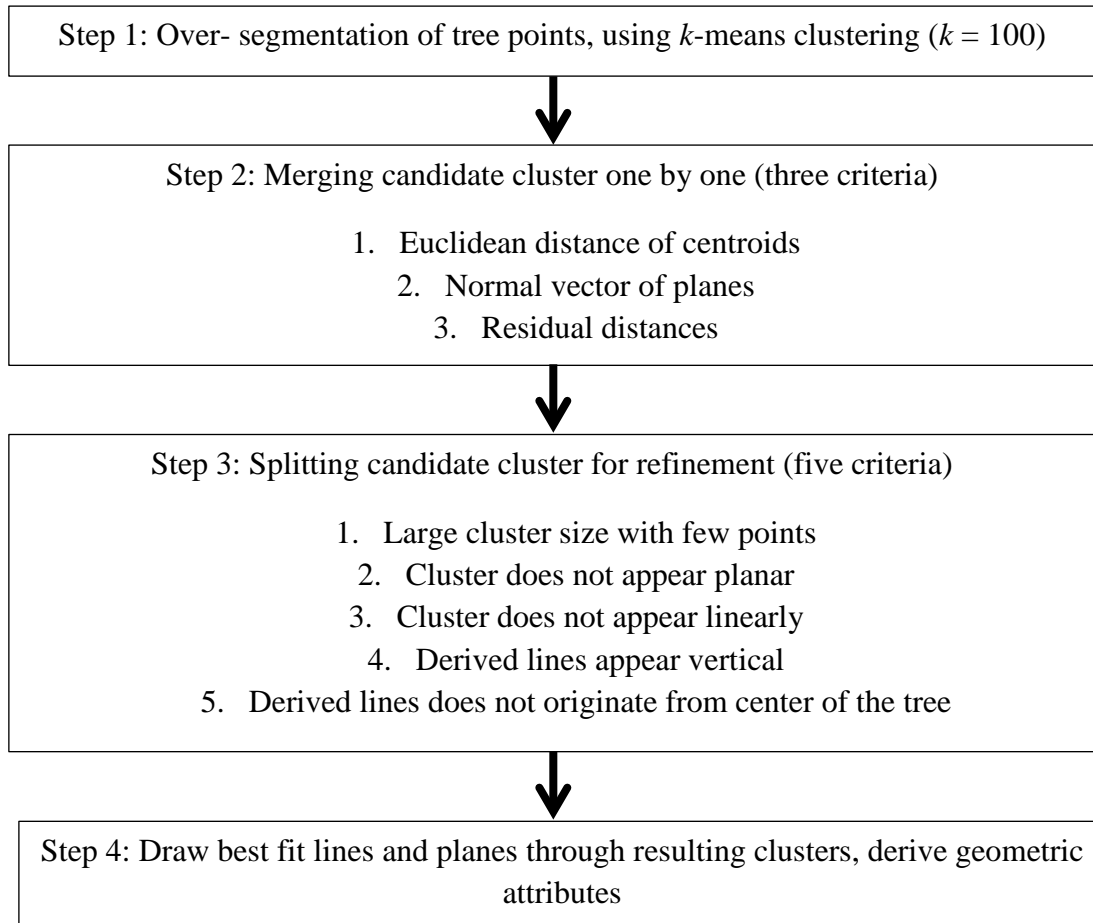 Step 1: Over- segmentation of tree points, using k-means clustering (k = 100)
Step 2: Merging candidate cluster one by one (three criteria)
1. Euclidean distance of centroids
2. Normal vector of planes
3. Residual distances
Step 3: Splitting candidate cluster for refinement (five criteria)
1. Large cluster size with few points
2. Cluster does not appear planar
3. Cluster does not appear linearly
4. Derived lines appear vertical
5. Derived lines does not originate from center of the tree
Step 4: Draw best fit lines and planes through resulting clusters, derive geometric
attributes